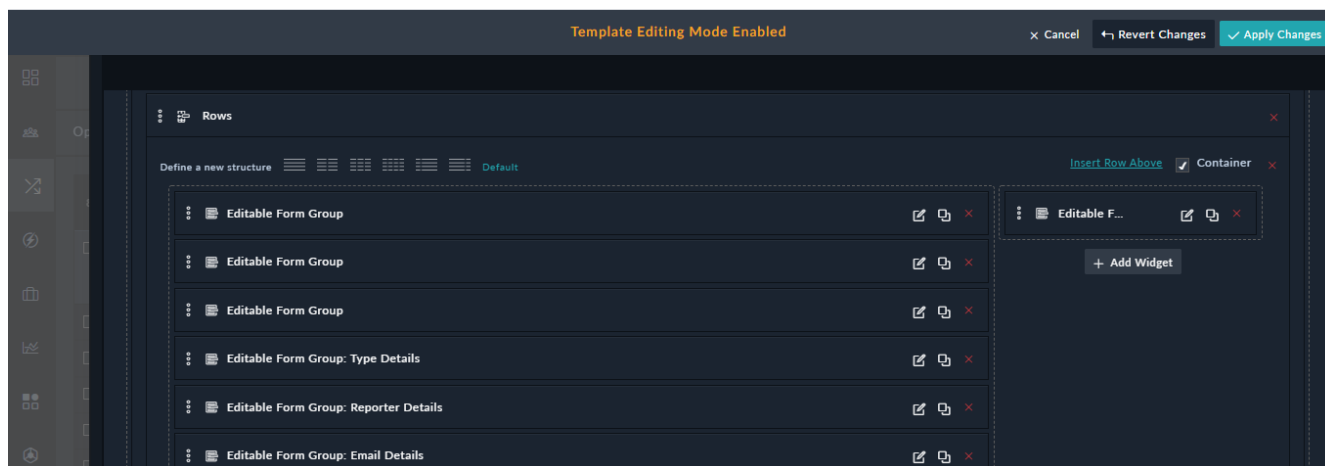 Template Editing Mode Enabled
Cancel
Revert Changes
Apply Changes
Op
Rows
Define a new structure
Default
Insert Row Above
Container
Editable Form Group
Editable F...
Editable Form Group
Add Widget
Editable Form Group
Editable Form Group: Type Details
Editable Form Group: Reporter Details
Editable Form Group: Email Details